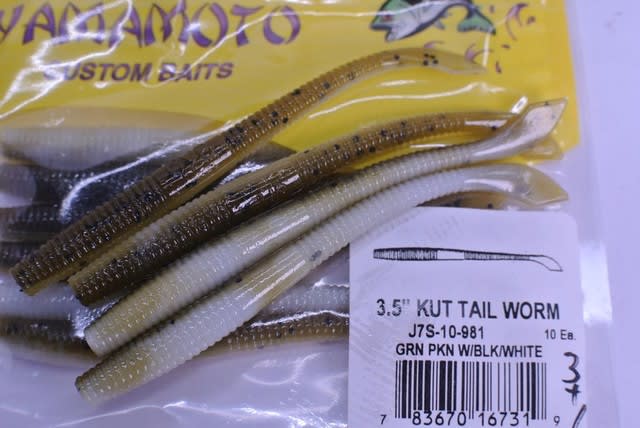 YAMAMOTO
CUSTOM BAITS
3.5" KUT TAIL WORM
J7S-10-981 10 Ea.
GRN PKN W/BLK/WHITE
7 83670 16731 9
3